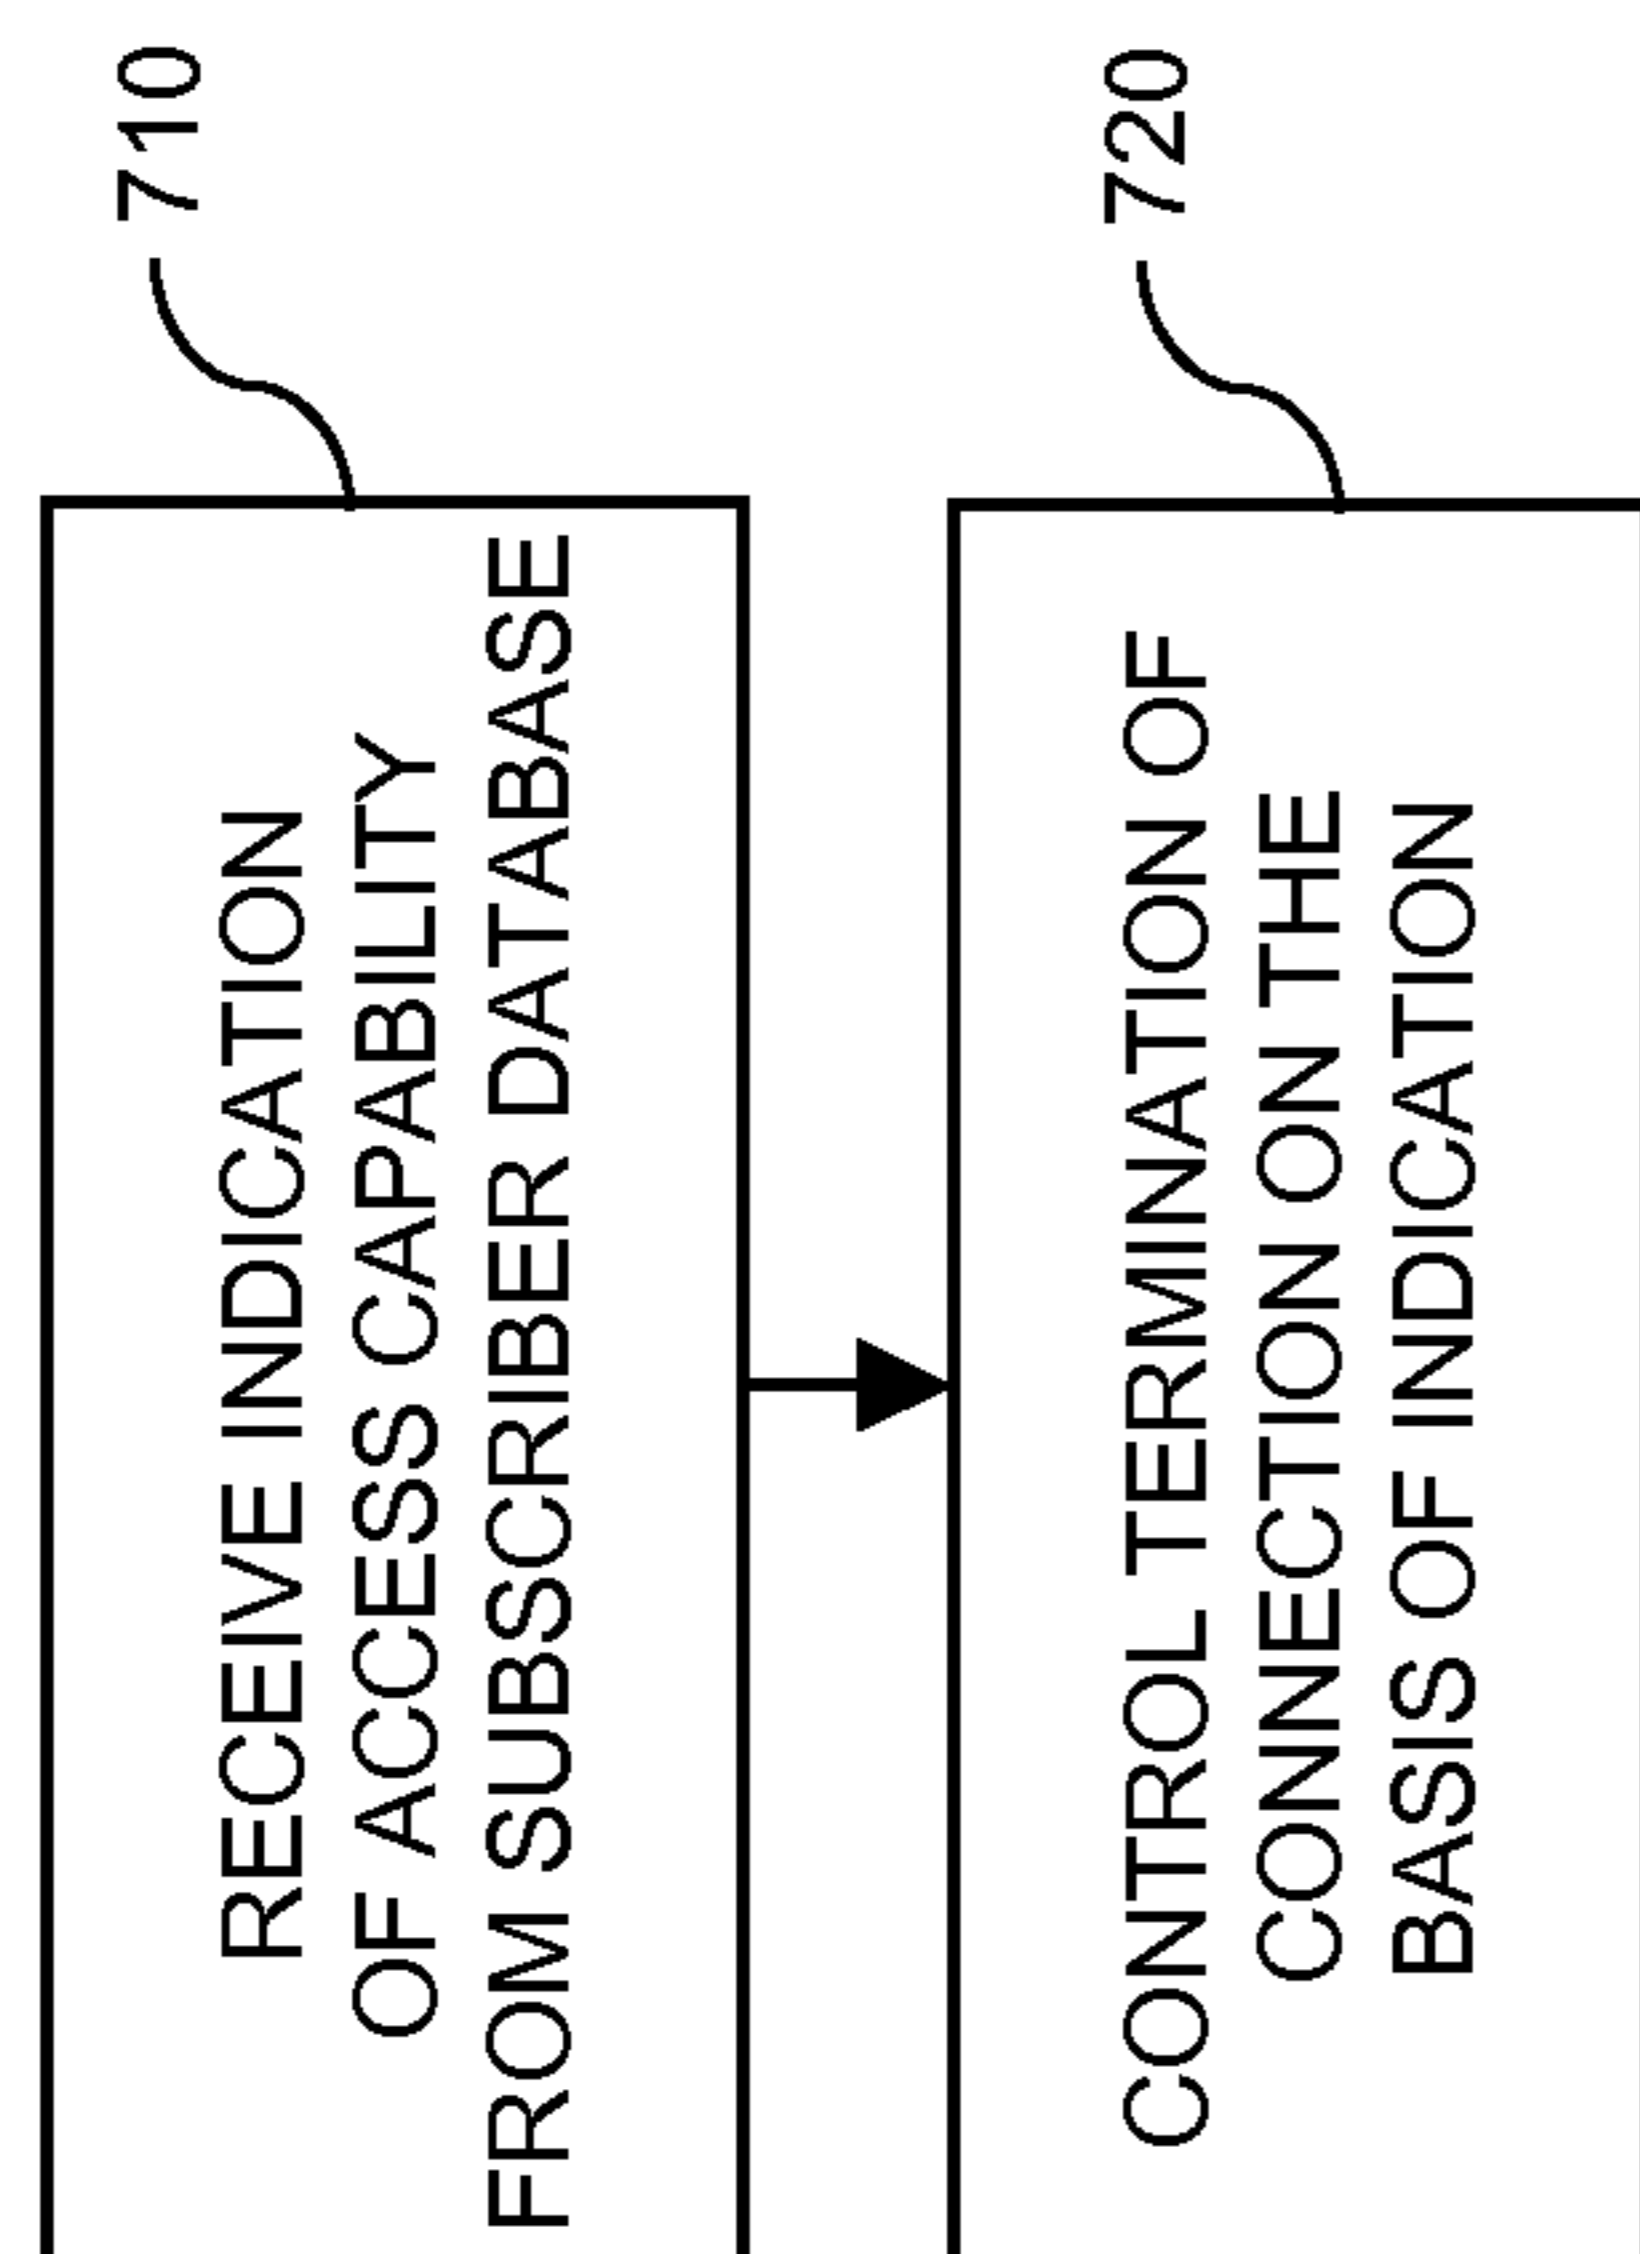 710
RECEIVE INDICATION
OF ACCESS CAPABILITY
FROM SUBSCRIBER DATABASE
720
CONTROL TERMINATION OF
CONNECTION ON THE
BASIS OF INDICATION